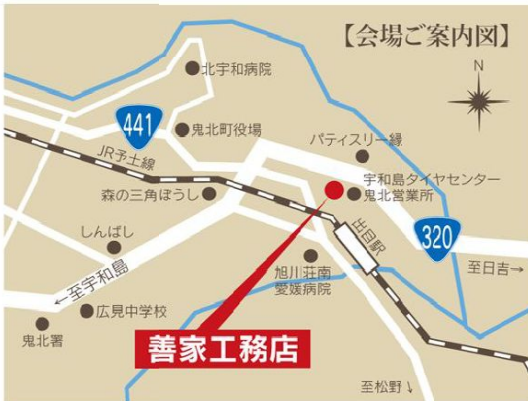 【会場ご案内図】
N
北宇和病院
441
鬼北町役場
JR予土線
パティスリー縁
森の三角ぼうし
宇和島タイヤセンター
鬼北営業所
しんばし
出目駅
320
至日吉→
←至宇和島
旭川荘南
愛媛病院
広見中学校
鬼北署
善家工務店
至松野↓